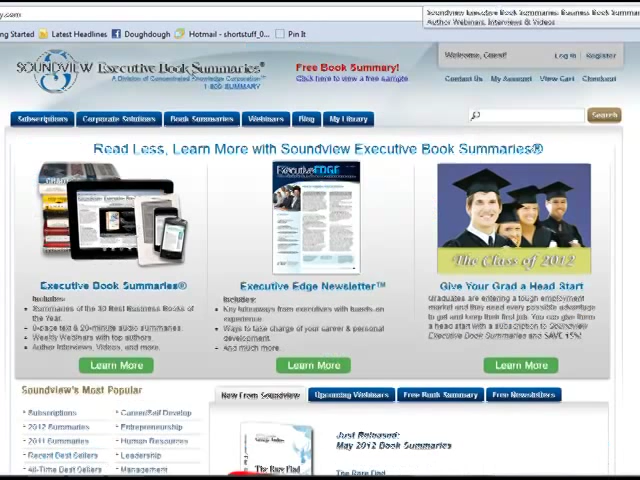 y.com
Soundview Executive Book Summaries: Business Book Summar
Author Webinars, Interviews & Videos
ng Started
Latest Headlines
Doughdough
Hotmail - shortstuff_0...
Pin It
SOUNDVIEW Executive Book Summaries®
A Division of Concentrated Knowledge Corporation™
1-800-SUMMARY
Free Book Summary!
Click here to view a free sample
Welcome, Guest!
Log In
Register
Contact Us
My Account
View Cart
Checkout
Subscriptions
Corporate Solutions
Book Summaries
Webinars
Blog
My Library
Search
Read Less, Learn More with Soundview Executive Book Summaries®
Executive EDGE
The Class of 2012
Executive Book Summaries®
Includes:
Summaries of the 30 Best Business Books of
the Year.
8-page text & 20-minute audio summaries.
Weekly Webinars with top authors.
Author Interviews, Videos, and more.
Learn More
Executive Edge Newsletter™
Includes:
Key takeaways from executives with hands-on
experience.
Ways to take charge of your career & personal
development.
And much more.
Learn More
Give Your Grad a Head Start
Graduates are entering a tough employment
market and they need every possible advantage
to get and keep their first job. You can give them
a head start with a subscription to Soundview
Executive Book Summaries and SAVE 15%!
Learn More
Soundview's Most Popular
Subscriptions
2012 Summaries
2011 Summaries
Recent Best Sellers
All-Time Best Sellers
Career/Self Develop
Entrepreneurship
Human Resources
Leadership
Management
New From Soundview
Upcoming Webinars
Free Book Summary
Free Newsletters
The Rare Find
Just Released:
May 2012 Book Summaries
The Rare Find